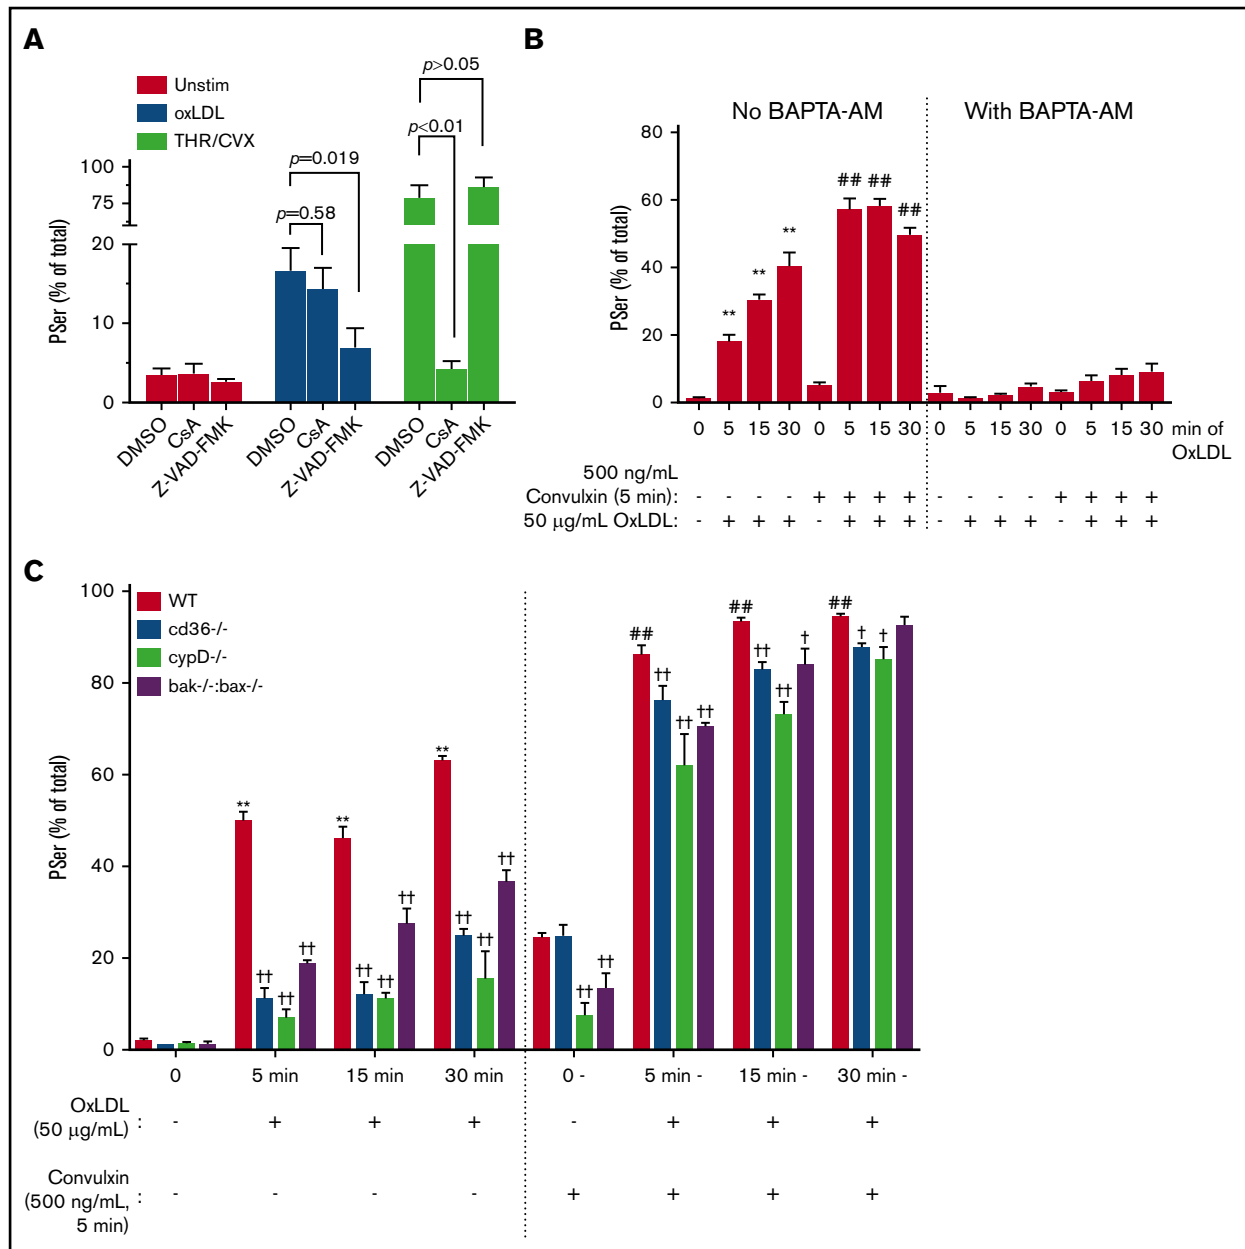 A
Unstim
oxLDL
THR/CVX
p>0.05
p<0.01
p=0.019
p=0.58
PSer (% of total)
100
75
20
10
0
DMSO
CsA
Z-VAD-FMK
DMSO
CsA
Z-VAD-FMK
DMSO
CsA
Z-VAD-FMK
B
No BAPTA-AM
With BAPTA-AM
PSer (% of total)
80
60
40
20
0
** ** ** ## ## ##
0 5 15 30 0 5 15 30 0 5 15 30 0 5 15 30 min of
OxLDL
500 ng/mL
Convulxin (5 min): - - - - + + + + - - - - + + + +
50 µg/mL OxLDL: - + + + - + + + - + + + - + + +
C
WT
cd36-/-
cypD-/-
bak-/-:bax-/-
PSer (% of total)
100
80
60
40
20
0
** †† †† ††
** †† †† ††
** †† †† ††
†† ††
## †† †† ††
## †† †† †
## † †
0 5 min 15 min 30 min 0 - 5 min - 15 min - 30 min -
OxLDL
(50 µg/mL) : - + + + - + + +
Convulxin
(500 ng/mL, : - - - - + + + +
5 min)